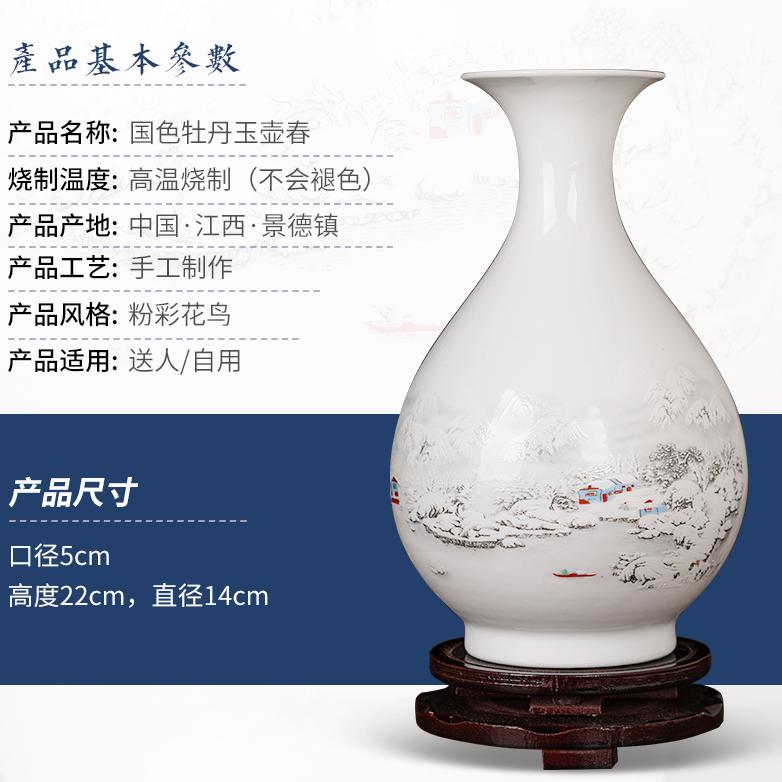 產品基本參數
产品名称: 国色牡丹玉壶春
烧制温度: 高温烧制（不会褪色）
产品产地: 中国·江西·景德镇
产品工艺: 手工制作
产品风格: 粉彩花鸟
产品适用: 送人/自用
产品尺寸
口径5cm
高度22cm，直径14cm